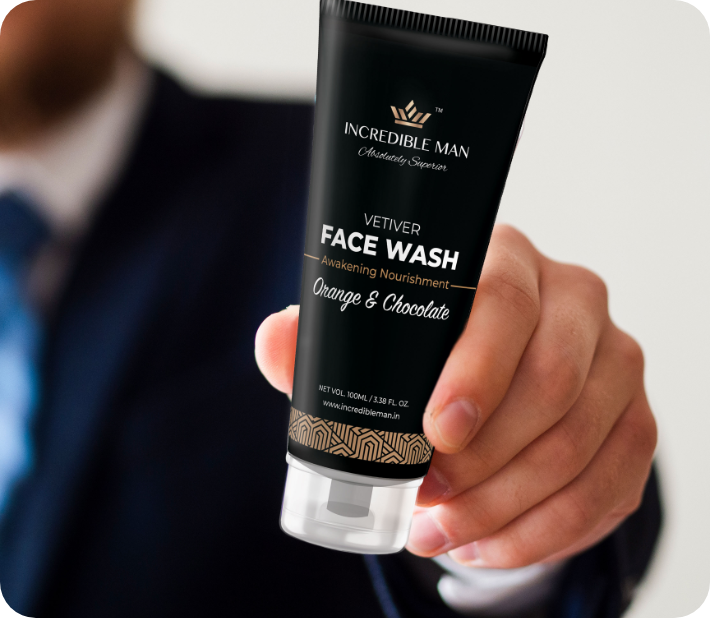 TM
INCREDIBLE MAN
Absolutely Superior
VETIVER
FACE WASH
Awakening Nourishment
Orange & Chocolate
NET VOL. 100ML / 3.38 FL. OZ.
www.incredibleman.in